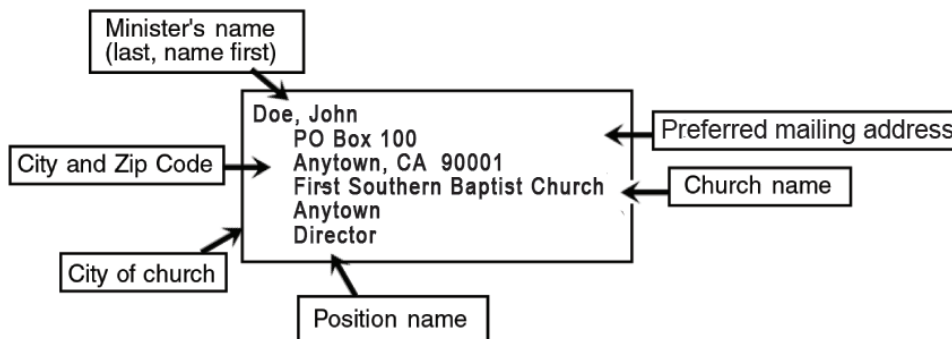 Minister's name
(last, name first)
Doe, John
PO Box 100
Preferred mailing address
City and Zip Code
Anytown, CA 90001
First Southern Baptist Church
Church name
Anytown
Director
City of church
Position name